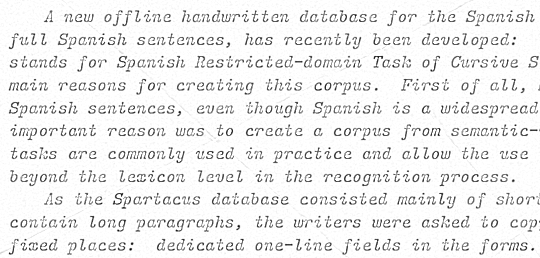 A new offline handwritten database for the Spanish
full Spanish sentences, has recently been developed:
stands for Spanish Restricted-domain Task of Cursive S
main reasons for creating this corpus. First of all,
Spanish sentences, even though Spanish is a widespread
important reason was to create a corpus from semantic-
tasks are commonly used in practice and allow the use
beyond the lexicon level in the recognition process.
As the Spartacus database consisted mainly of short
contain long paragraphs, the writers were asked to cop
fixed places: dedicated one-line fields in the forms.